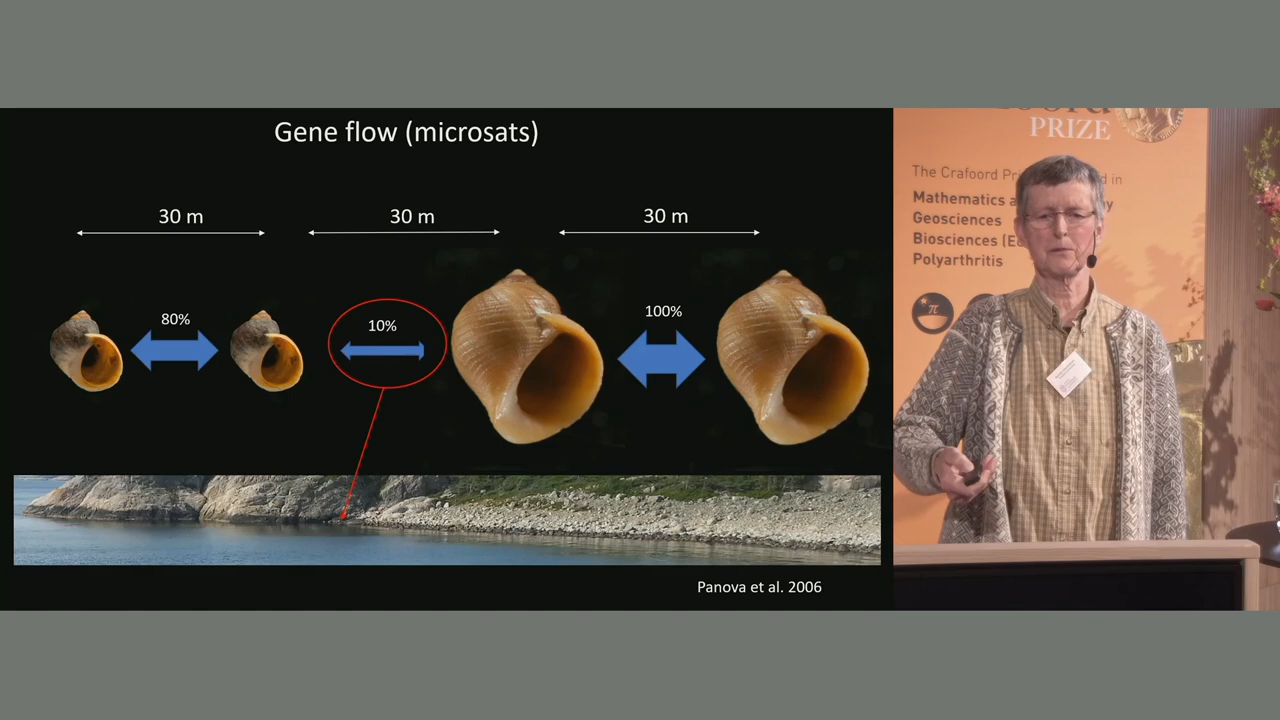 Gene flow (microsats)
30 m
30 m
30 m
80%
10%
100%
Panova et al. 2006
PRIZE
The Crafoord
in
Mathematics
Geosciences
Biosciences
Polyarthritis
π